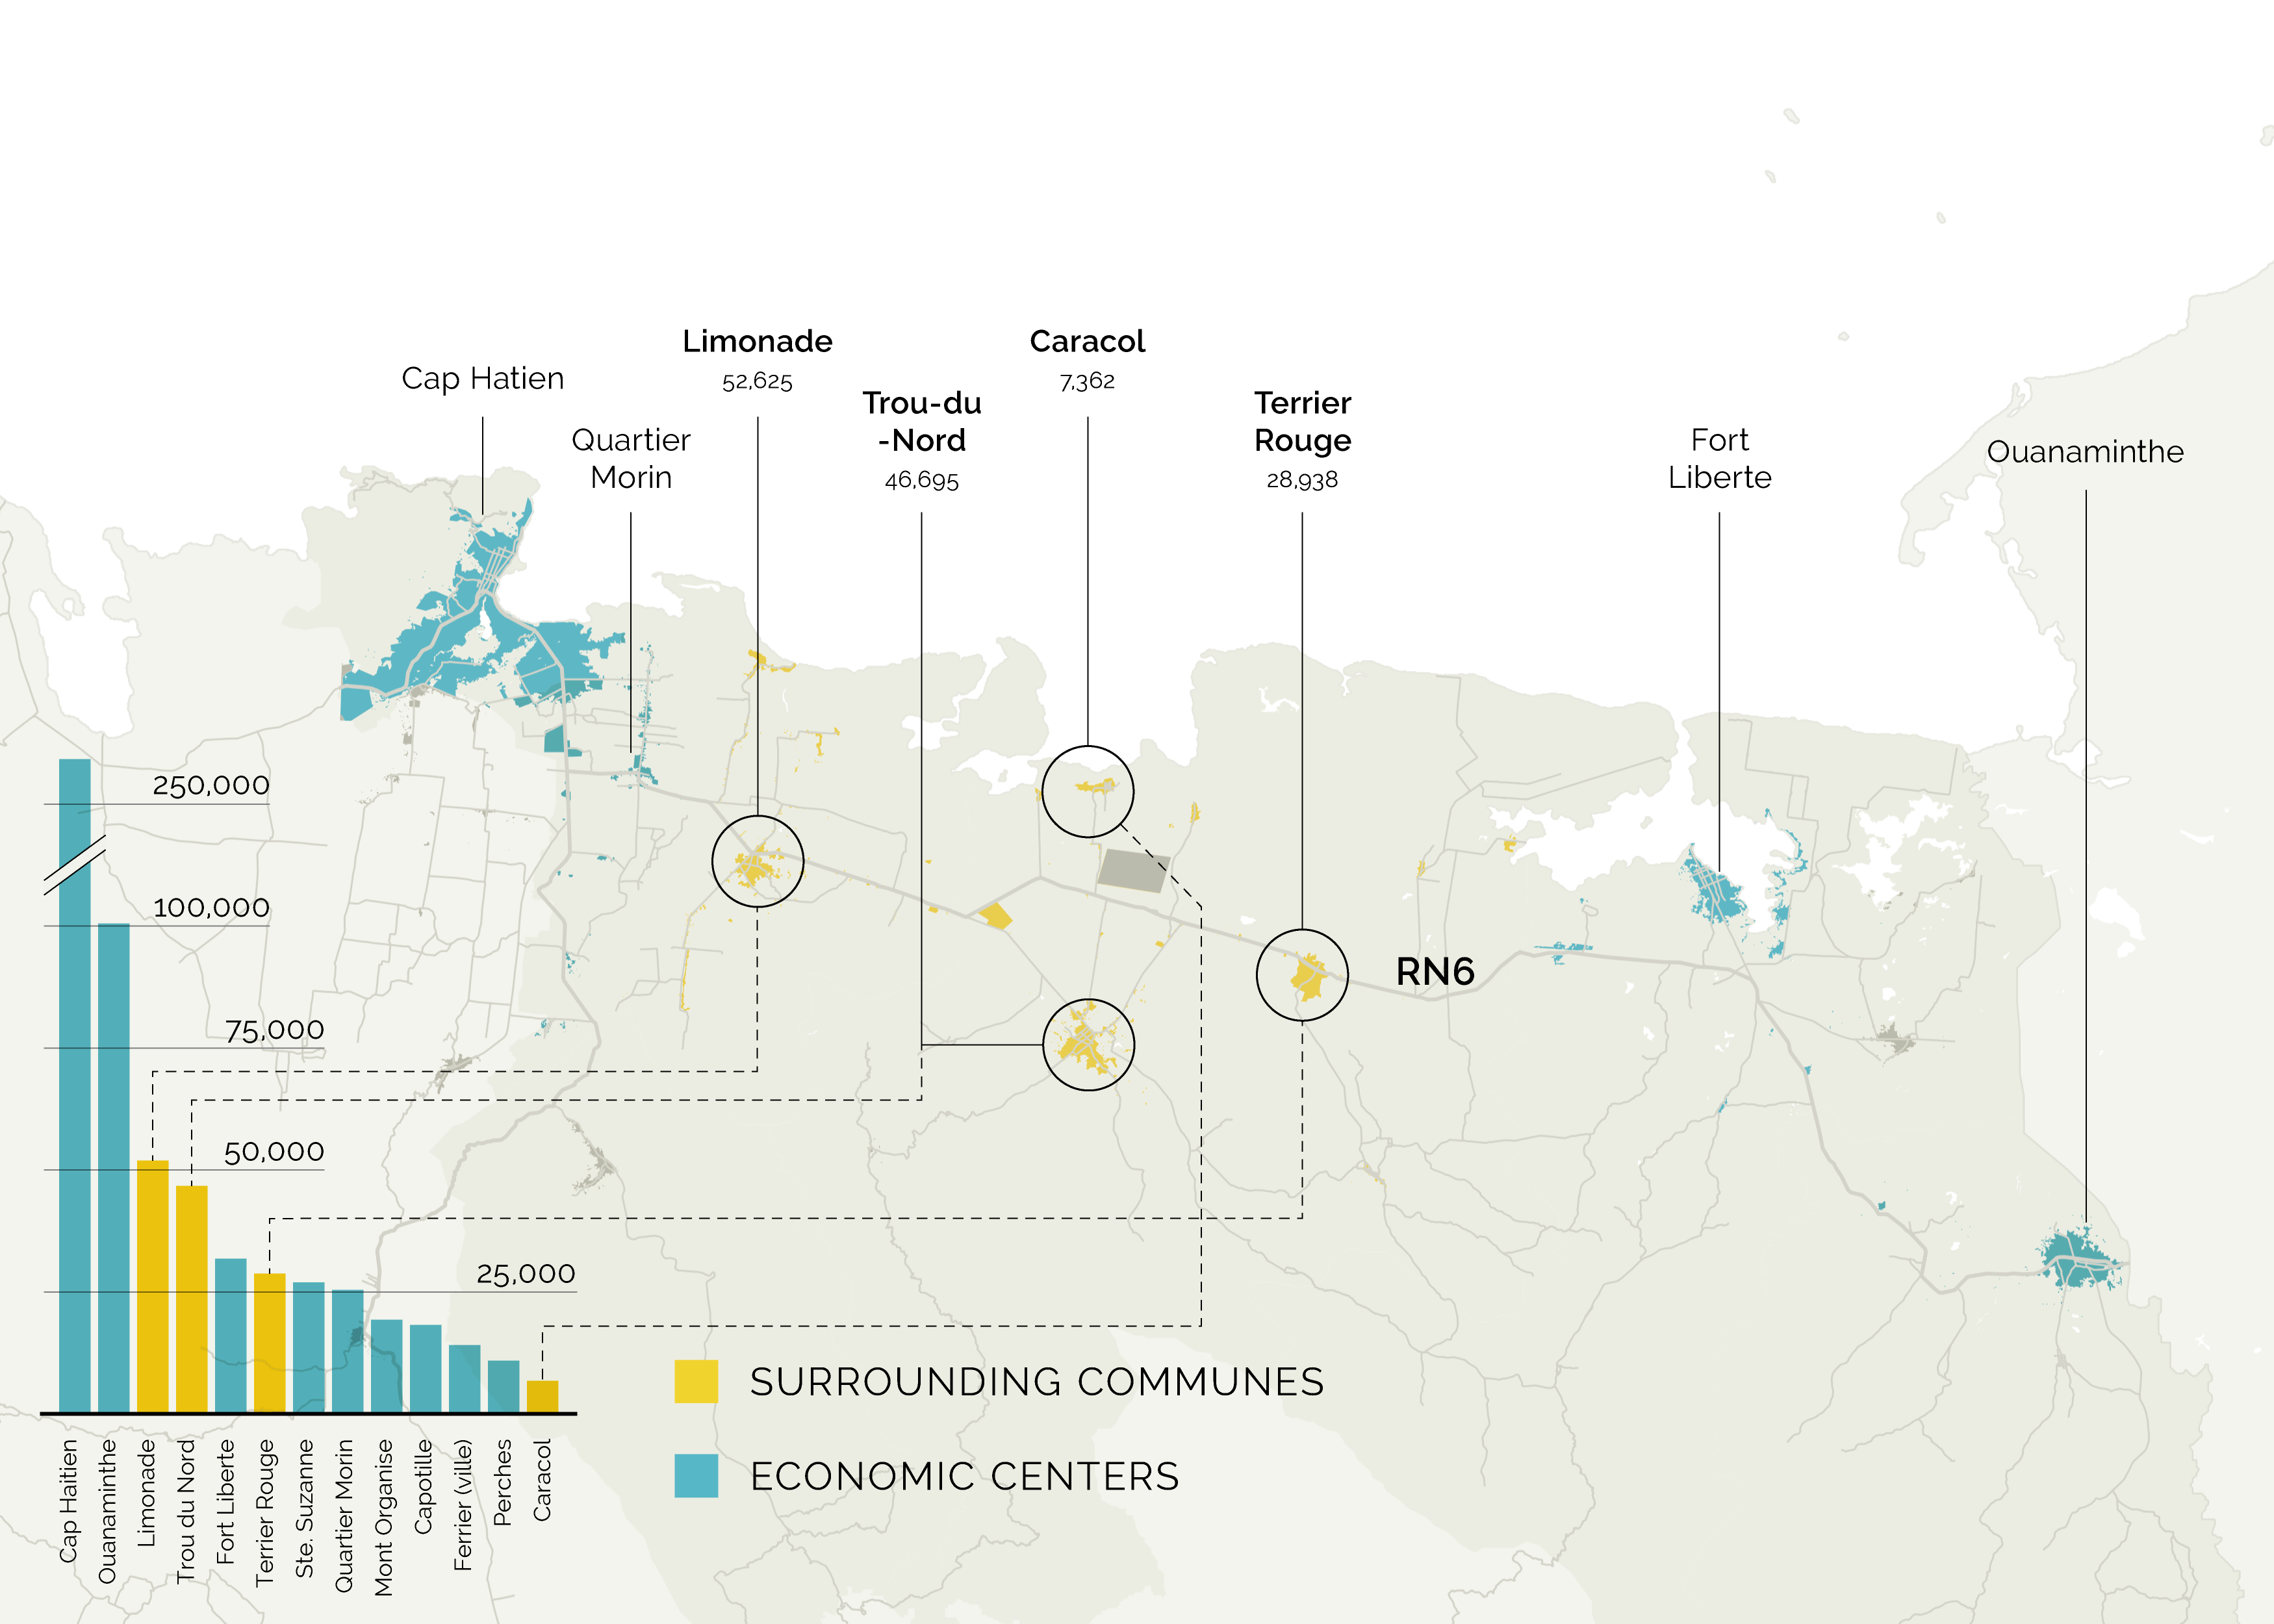 Limonade
52,625
Caracol
7,362
Cap Hatien
Trou-du
-Nord
46,695
Terrier
Rouge
28,938
Quartier
Morin
Fort
Liberte
Ouanaminthe
RN6
250,000
100,000
75,000
50,000
25,000
Cap Haitien
Ouanaminthe
Limonade
Trou du Nord
Fort Liberte
Terrier Rouge
Ste. Suzanne
Quartier Morin
Mont Organise
Capotille
Ferrier (ville)
Perches
Caracol
SURROUNDING COMMUNES
ECONOMIC CENTERS